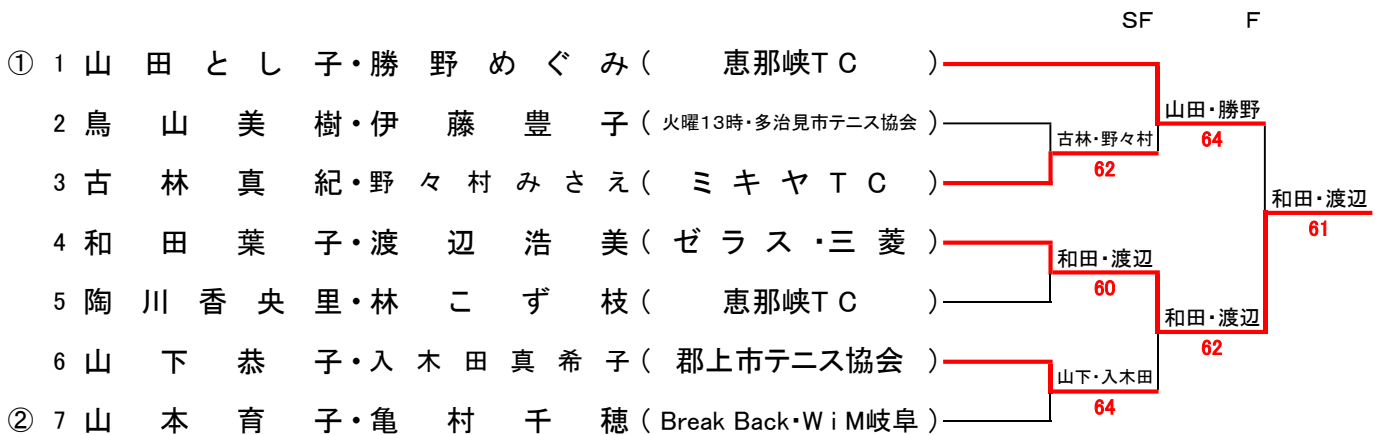 SF F
① 1 山田とし子・勝野めぐみ(恵那峡TC)
山田・勝野
2 鳥山美樹・伊藤豊子(火曜13時・多治見市テニス協会)
古林・野々村
64
62
3 古林真紀・野々村みさえ(ミキヤTC)
和田・渡辺
61
4 和田葉子・渡辺浩美(ゼラス・三菱)
和田・渡辺
60
5 陶川香央里・林こず枝(恵那峡TC)
和田・渡辺
62
6 山下恭子・入木田真希子(郡上市テニス協会)
山下・入木田
64
② 7 山本育子・亀村千穂(Break Back・WiM岐阜)